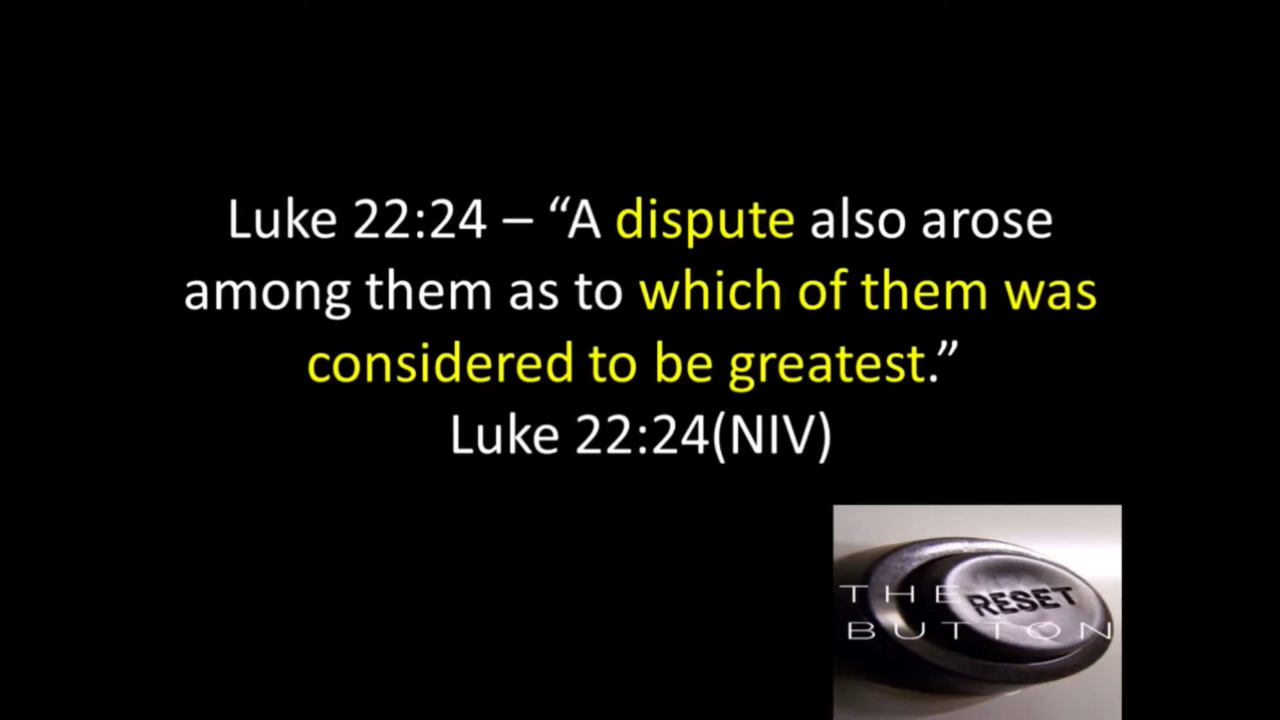 Luke 22:24 – “A dispute also arose
among them as to which of them was
considered to be greatest.”
Luke 22:24(NIV)
THE RESET
BUTTON